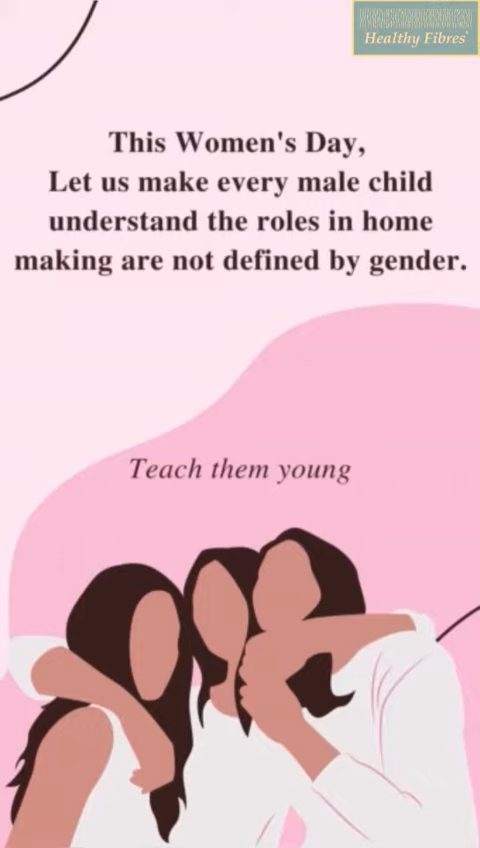 Healthy Fibres
This Women's Day,
Let us make every male child
understand the roles in home
making are not defined by gender.
Teach them young